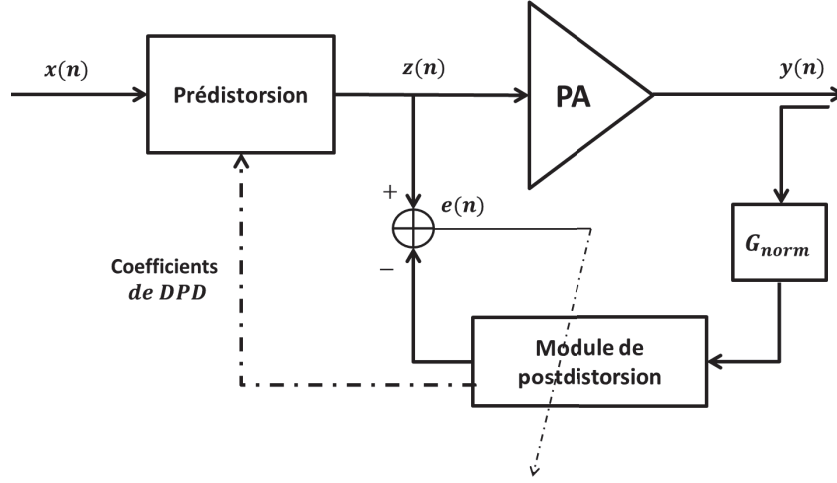 x(n)
Prédistorsion
z(n)
PA
y(n)
+
e(n)
−
G_norm
Coefficients
de DPD
Module de
postdistorsion